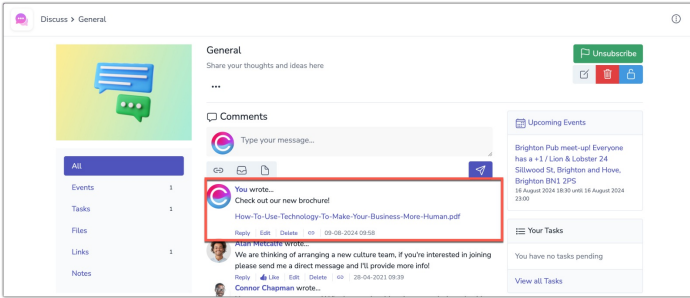 Discuss > General
General
Share your thoughts and ideas here
...
Unsubscribe
Comments
Type your message...
All
Events 1
Tasks 1
Files
Links 1
Notes
You wrote...
Check out our new brochure!
How-To-Use-Technology-To-Make-Your-Business-More-Human.pdf
Reply Edit Delete 09-08-2024 09:58
Alan Metcalfe wrote...
We are thinking of arranging a new culture team, if you're interested in joining
please send me a direct message and I'll provide more info!
Reply Like Edit Delete 28-04-2021 09:39
Connor Chapman wrote...
Upcoming Events
Brighton Pub meet-up! Everyone
has a +1 / Lion & Lobster 24
Sillwood St, Brighton and Hove,
Brighton BN1 2PS
16 August 2024 18:30 until 16 August 2024
23:00
Your Tasks
You have no tasks pending
View all Tasks